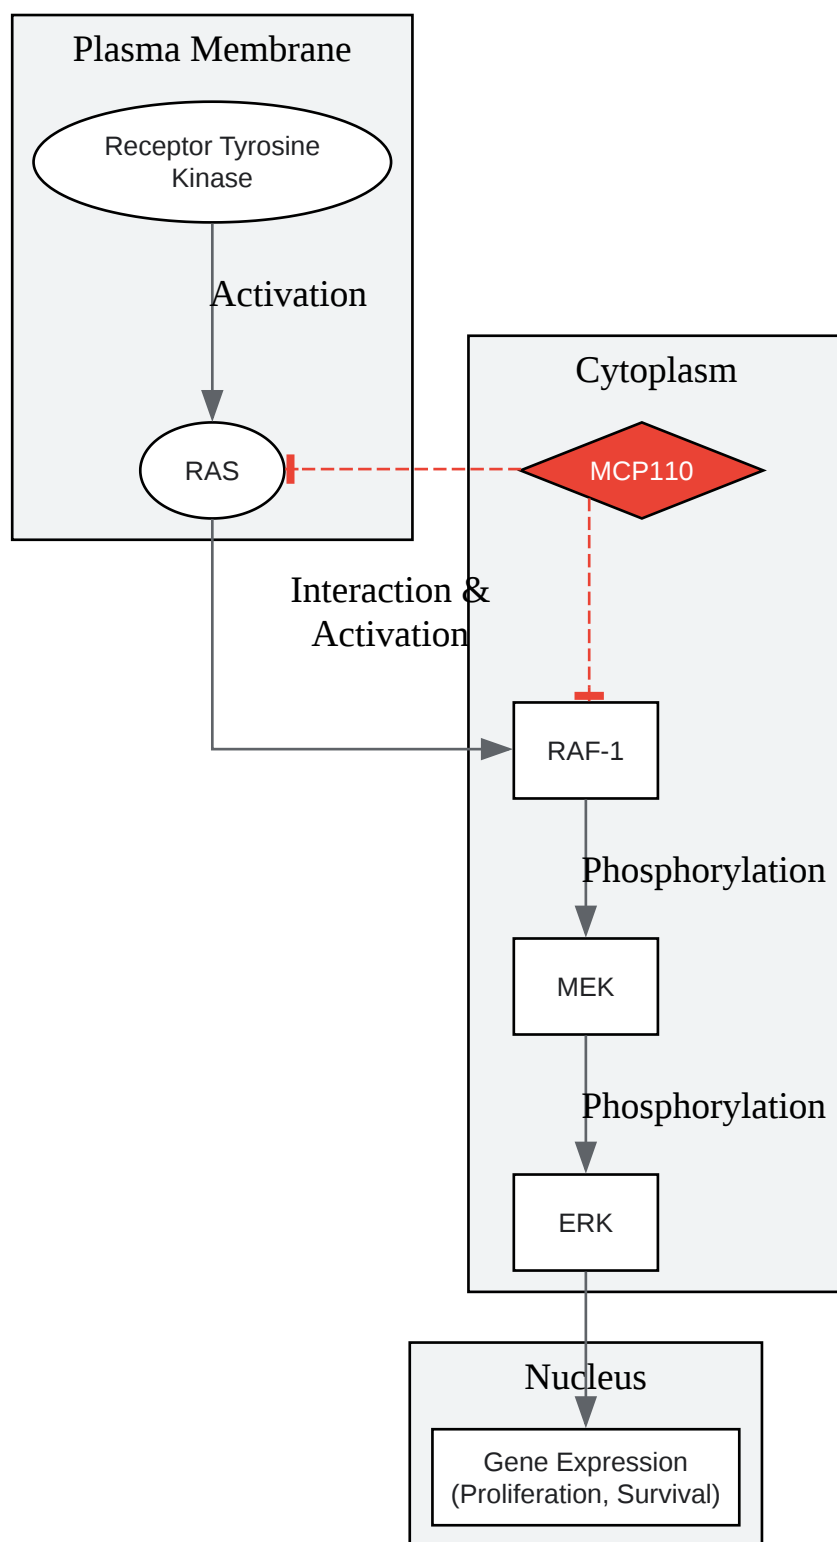 Plasma Membrane
Receptor Tyrosine
Kinase
Activation
Cytoplasm
RAS
MCP110
Interaction &
Activation
RAF-1
Phosphorylation
MEK
Phosphorylation
ERK
Nucleus
Gene Expression
(Proliferation, Survival)